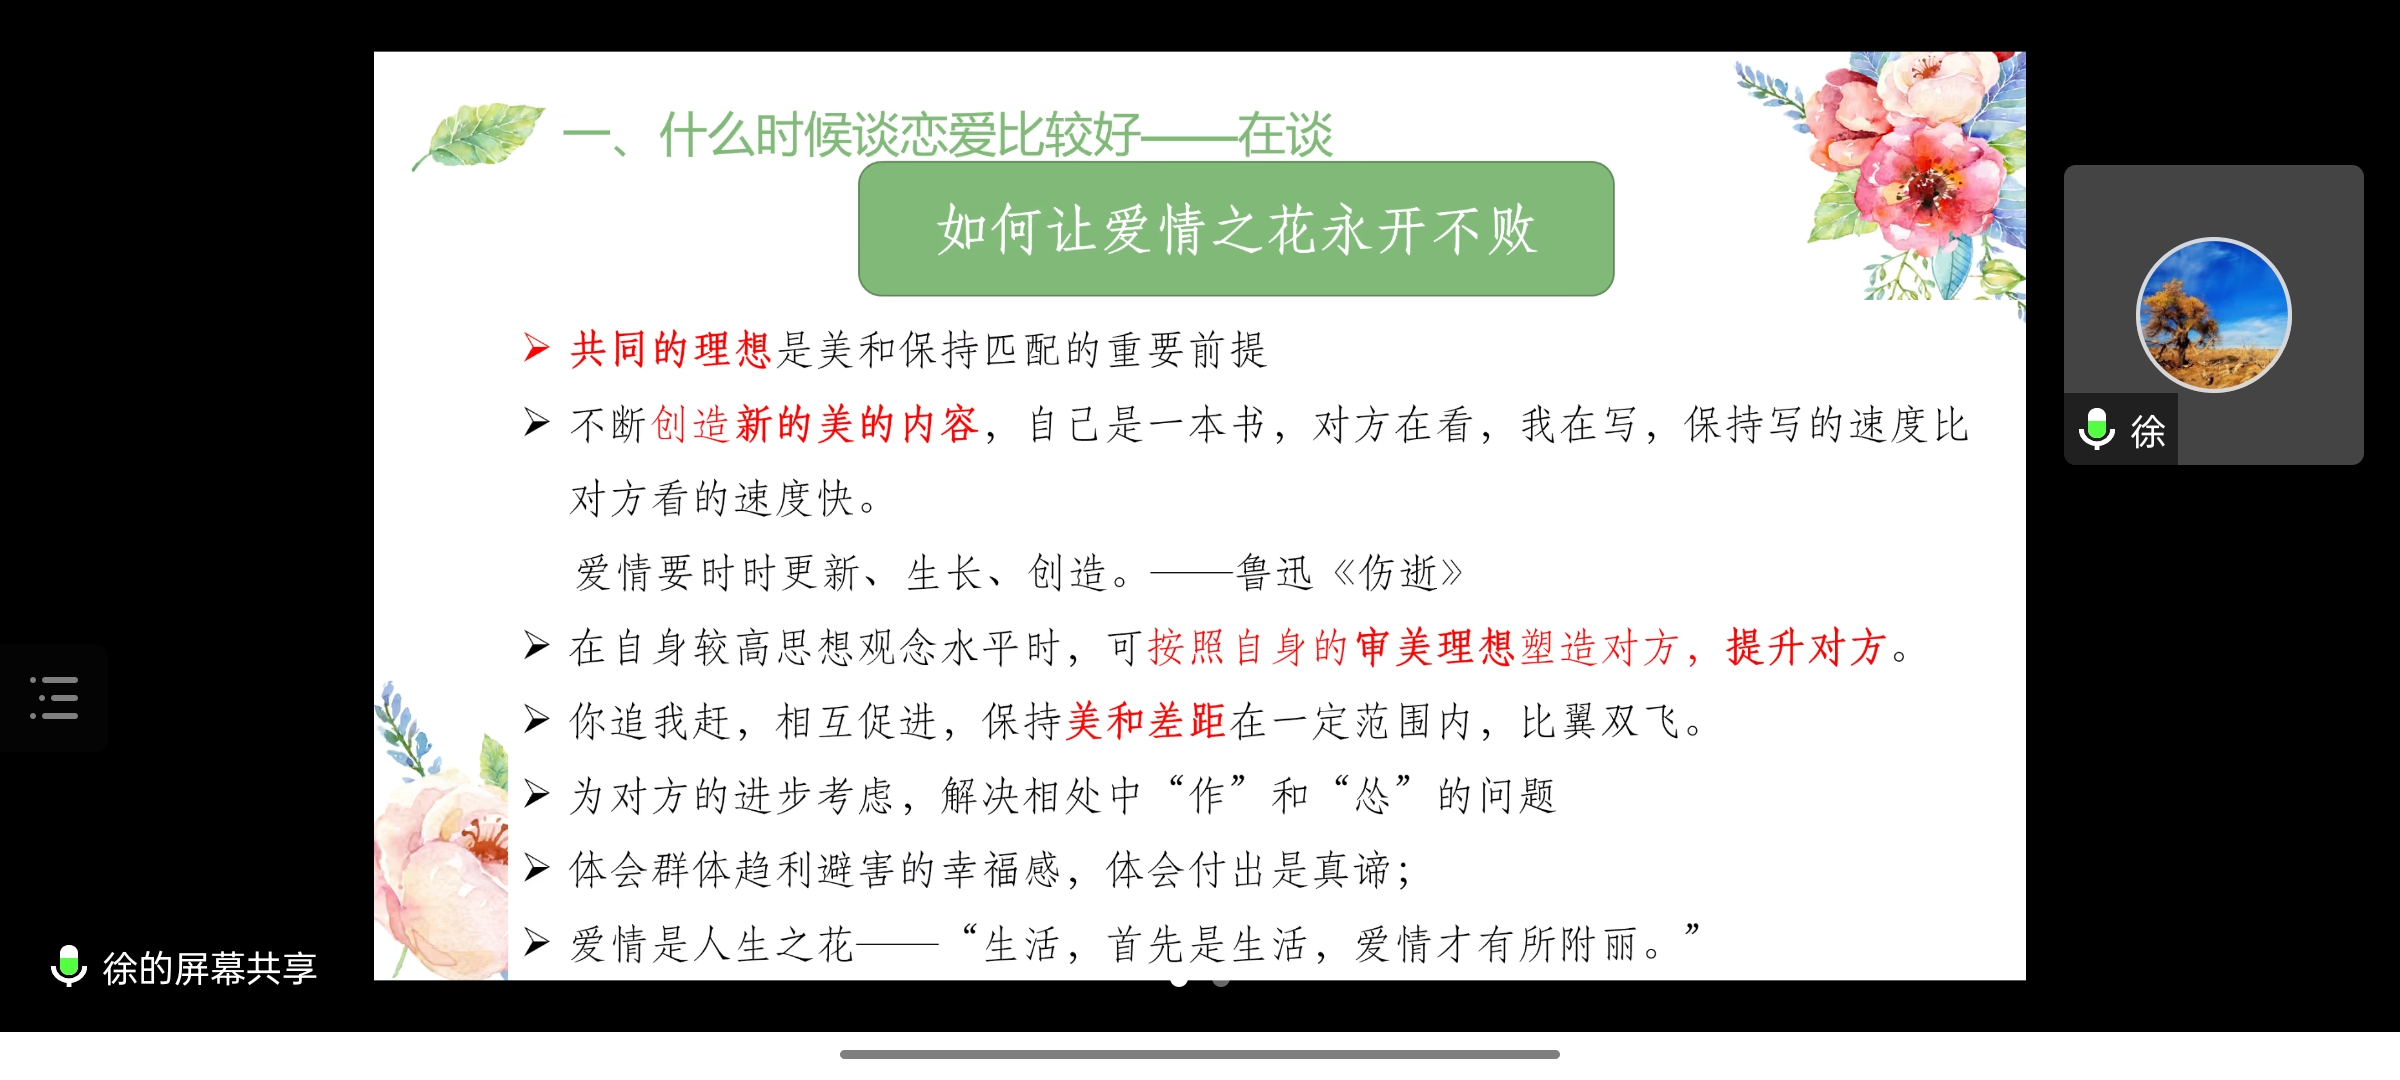 一、什么时候谈恋爱比较好——在谈
如何让爱情之花永开不败
共同的理想是美和保持匹配的重要前提
不断创造新的美的内容，自己是一本书，对方在看，我在写，保持写的速度比
对方看的速度快。
爱情要时时更新、生长、创造。——鲁迅《伤逝》
在自身较高思想观念水平时，可按照自身的审美理想塑造对方，提升对方。
你追我赶，相互促进，保持美和差距在一定范围内，比翼双飞。
为对方的进步考虑，解决相处中“作”和“怂”的问题
体会群体趋利避害的幸福感，体会付出是真谛；
爱情是人生之花——“生活，首先是生活，爱情才有所附丽。”
徐
徐的屏幕共享